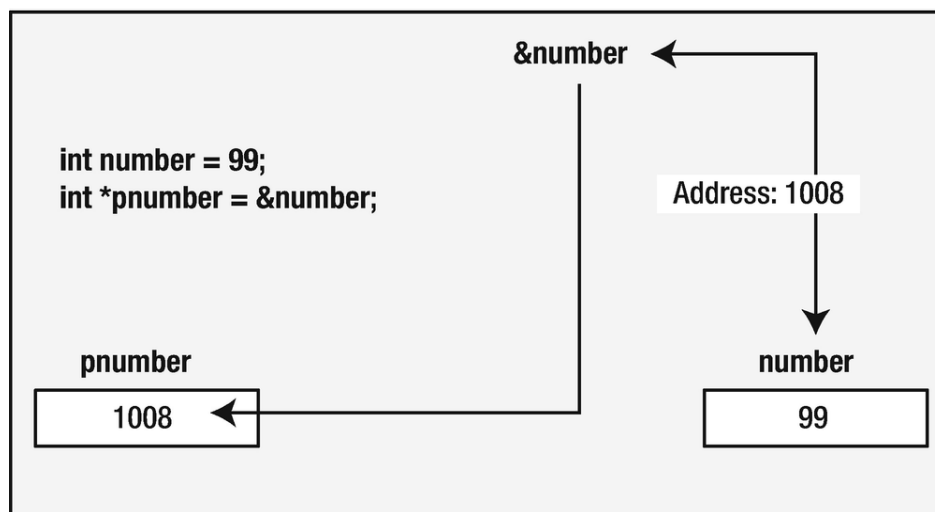 &number
int number = 99;
int *pnumber = &number;
Address: 1008
pnumber
number
1008
99